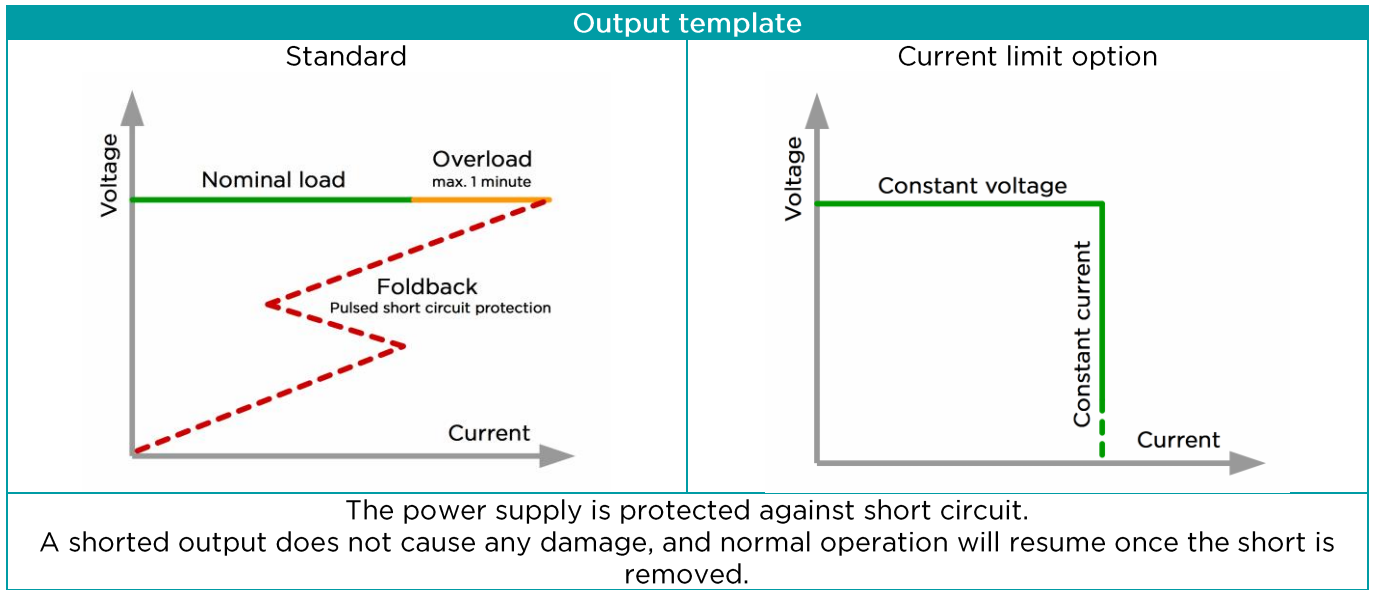 Output template
Standard
Voltage
Nominal load
Overload
max. 1 minute
Foldback
Pulsed short circuit protection
Current
Current limit option
Voltage
Constant voltage
Constant current
Current
The power supply is protected against short circuit.
A shorted output does not cause any damage, and normal operation will resume once the short is
removed.